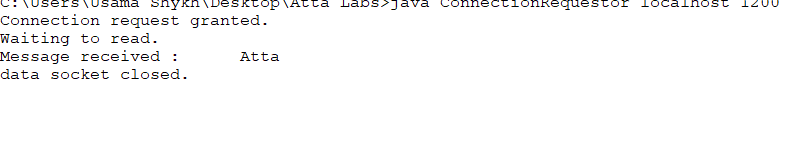 C:\Users\Usama Shykh\Desktop\Atta Labs>java ConnectionRequestor localhost 1200
Connection request granted.
Waiting to read.
Message received :      Atta
data socket closed.